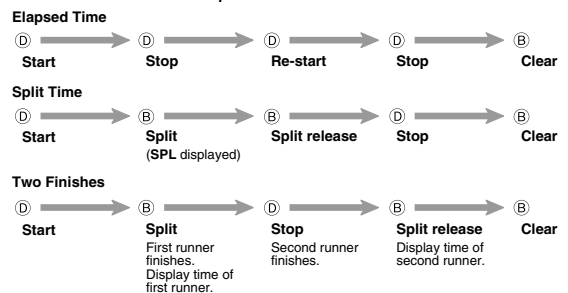 Elapsed Time
Ⓓ Ⓓ Ⓓ Ⓓ Ⓑ
Start Stop Re-start Stop Clear
Split Time
Ⓓ Ⓑ Ⓑ Ⓓ Ⓑ
Start Split Split release Stop Clear
(SPL displayed)
Two Finishes
Ⓓ Ⓑ Ⓓ Ⓑ Ⓑ
Start Split Stop Split release Clear
First runner Second runner Display time of
finishes. finishes. second runner.
Display time of
first runner.